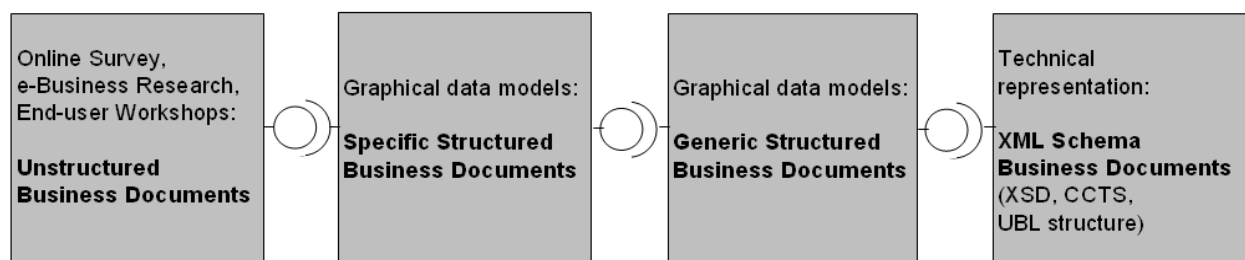 Online Survey,
e-Business Research,
End-user Workshops:
Unstructured
Business Documents
Graphical data models:
Specific Structured
Business Documents
Graphical data models:
Generic Structured
Business Documents
Technical
representation:
XML Schema
Business Documents
(XSD, CCTS,
UBL structure)